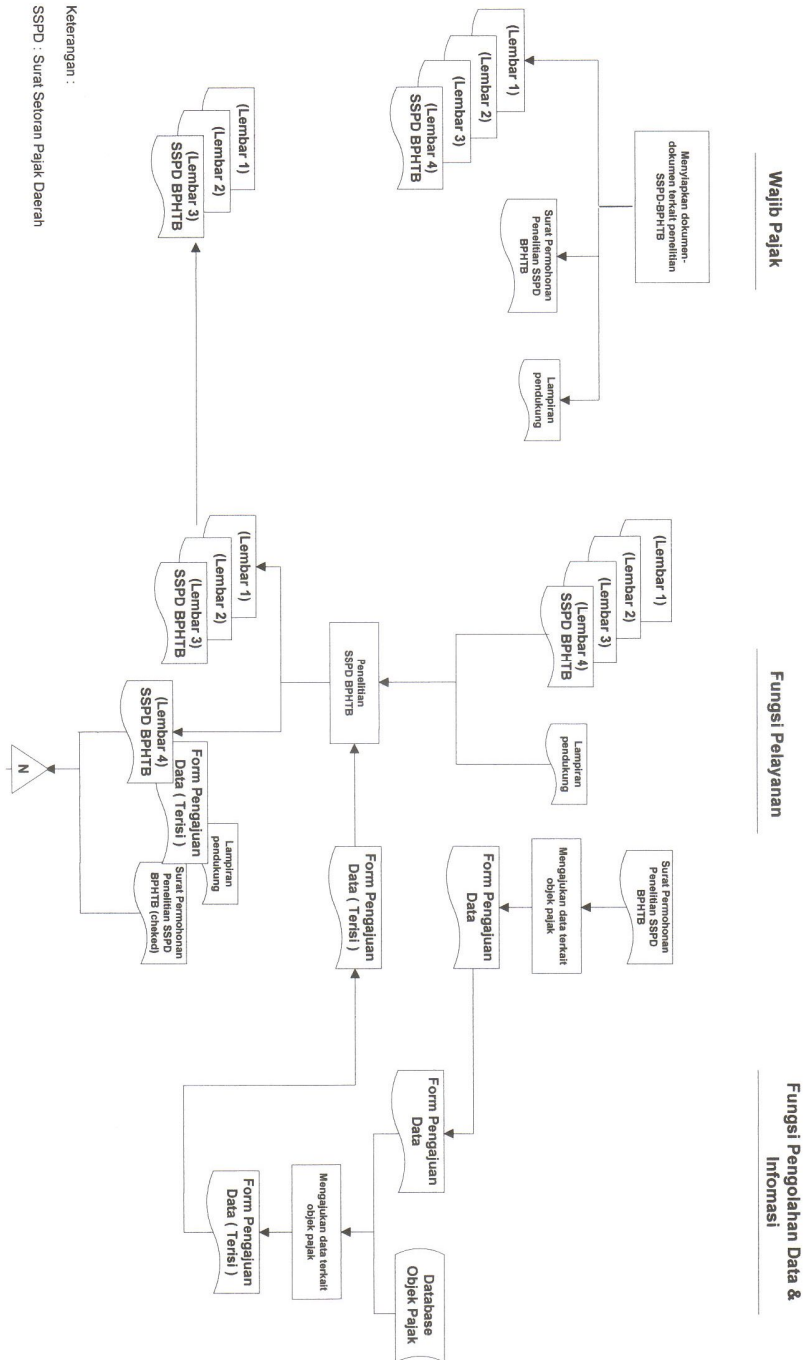 Wajib Pajak
Menyiapkan dokumen-
dokumen terkait penelitian
SSPD-BPHTB
(Lembar 1)
(Lembar 2)
(Lembar 3)
(Lembar 4)
SSPD BPHTB
Surat Permohonan
Penelitian SSPD
BPHTB
Lampiran
pendukung
(Lembar 1)
(Lembar 2)
(Lembar 3)
SSPD BPHTB
Fungsi Pelayanan
(Lembar 1)
(Lembar 2)
(Lembar 3)
(Lembar 4)
SSPD BPHTB
Lampiran
pendukung
Surat Permohonan
Penelitian SSPD
BPHTB
Mengajukan data terkait
objek pajak
Form Pengajuan
Data
Penelitian
SSPD BPHTB
Form Pengajuan
Data ( Terisi )
(Lembar 1)
(Lembar 2)
(Lembar 3)
SSPD BPHTB
(Lembar 4)
SSPD BPHTB
Form Pengajuan
Data ( Terisi )
Lampiran
pendukung
Surat Permohonan
Penelitian SSPD
BPHTB (cheked)
N
Fungsi Pengolahan Data &
Infomasi
Form Pengajuan
Data
Database
Objek Pajak
Mengajukan data terkait
objek pajak
Form Pengajuan
Data ( Terisi )
Keterangan :
SSPD : Surat Setoran Pajak Daerah